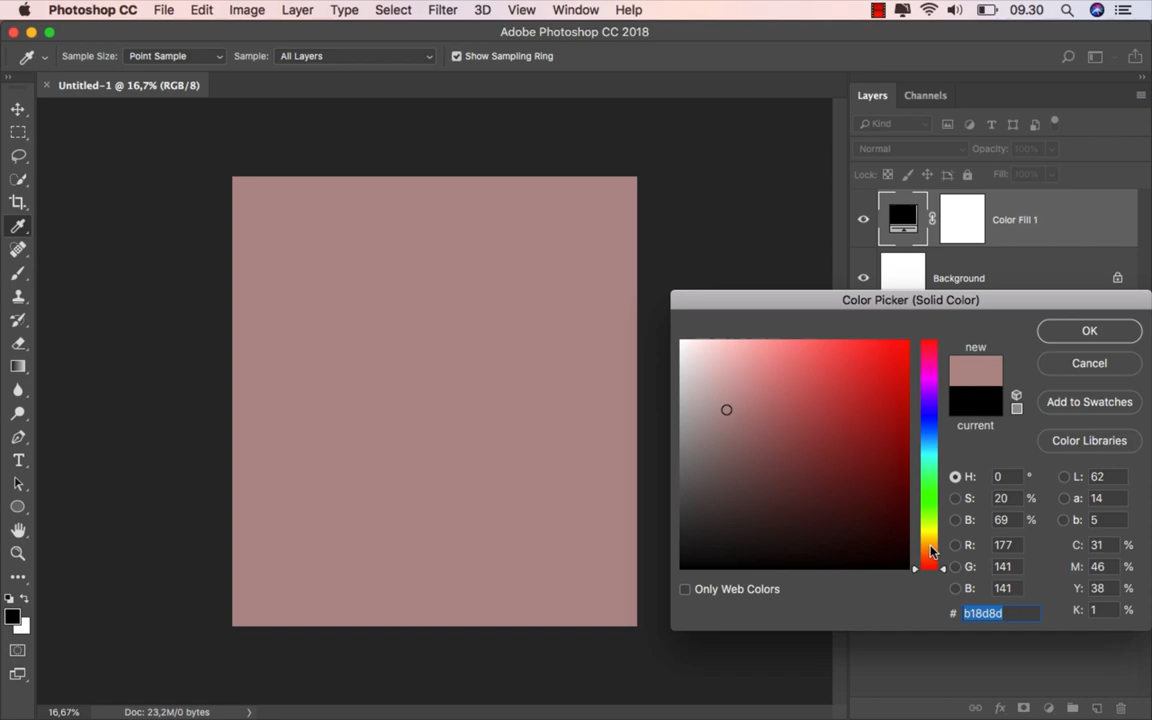 Photoshop CC File Edit Image Layer Type Select Filter 3D View Window Help 09.30
Adobe Photoshop CC 2018
Sample Size: Point Sample Sample: All Layers Show Sampling Ring
× Untitled-1 @ 16,7% (RGB/8)
Layers Channels
Kind
Normal Opacity: 100%
Lock: Fill: 100%
Color Fill 1
Background
Color Picker (Solid Color)
new
current
OK
Cancel
Add to Swatches
Color Libraries
H: 0 ° L: 62
S: 20 % a: 14
B: 69 % b: 5
R: 177 C: 31 %
G: 141 M: 46 %
B: 141 Y: 38 %
# b18d8d K: 1 %
Only Web Colors
16,67% Doc: 23,2M/0 bytes